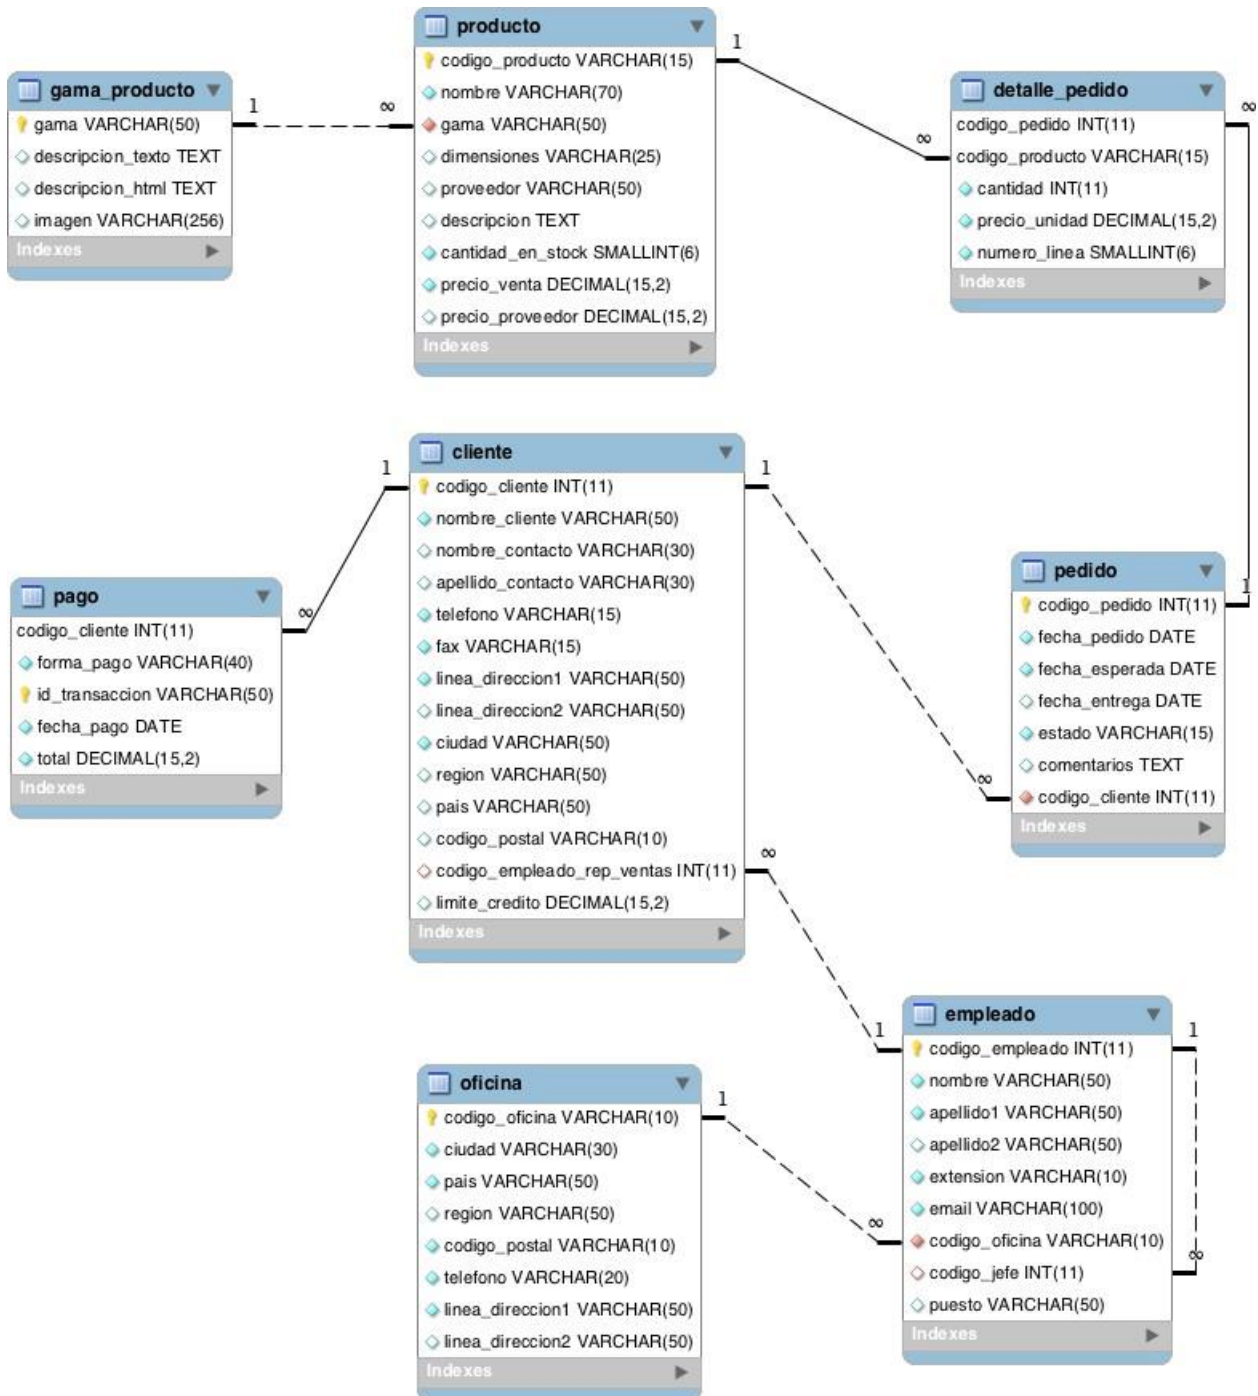 producto
codigo_producto VARCHAR(15)
nombre VARCHAR(70)
gama VARCHAR(50)
dimensiones VARCHAR(25)
proveedor VARCHAR(50)
descripcion TEXT
cantidad_en_stock SMALLINT(6)
precio_venta DECIMAL(15,2)
precio_proveedor DECIMAL(15,2)
Indexes
gama_producto
gama VARCHAR(50)
descripcion_texto TEXT
descripcion_html TEXT
imagen VARCHAR(256)
Indexes
1
∞
1
∞
detalle_pedido
codigo_pedido INT(11)
codigo_producto VARCHAR(15)
cantidad INT(11)
precio_unidad DECIMAL(15,2)
numero_linea SMALLINT(6)
Indexes
∞
1
cliente
codigo_cliente INT(11)
nombre_cliente VARCHAR(50)
nombre_contacto VARCHAR(30)
apellido_contacto VARCHAR(30)
telefono VARCHAR(15)
fax VARCHAR(15)
linea_direccion1 VARCHAR(50)
linea_direccion2 VARCHAR(50)
ciudad VARCHAR(50)
region VARCHAR(50)
pais VARCHAR(50)
codigo_postal VARCHAR(10)
codigo_empleado_rep_ventas INT(11)
limite_credito DECIMAL(15,2)
Indexes
1
∞
pago
codigo_cliente INT(11)
forma_pago VARCHAR(40)
id_transaccion VARCHAR(50)
fecha_pago DATE
total DECIMAL(15,2)
Indexes
1
∞
pedido
codigo_pedido INT(11)
fecha_pedido DATE
fecha_esperada DATE
fecha_entrega DATE
estado VARCHAR(15)
comentarios TEXT
codigo_cliente INT(11)
Indexes
∞
1
empleado
codigo_empleado INT(11)
nombre VARCHAR(50)
apellido1 VARCHAR(50)
apellido2 VARCHAR(50)
extension VARCHAR(10)
email VARCHAR(100)
codigo_oficina VARCHAR(10)
codigo_jefe INT(11)
puesto VARCHAR(50)
Indexes
1
∞
oficina
codigo_oficina VARCHAR(10)
ciudad VARCHAR(30)
pais VARCHAR(50)
region VARCHAR(50)
codigo_postal VARCHAR(10)
telefono VARCHAR(20)
linea_direccion1 VARCHAR(50)
linea_direccion2 VARCHAR(50)
Indexes
1
∞